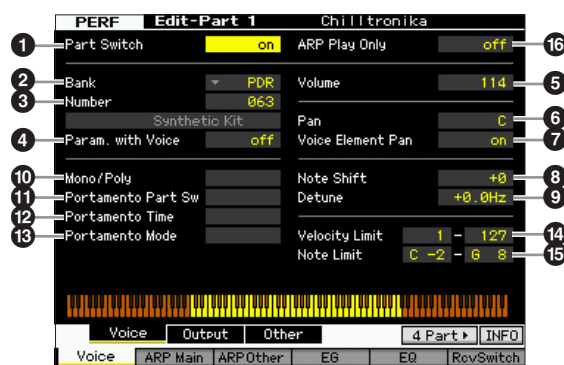 PERF Edit-Part 1 Chilltronika
1 Part Switch on ARP Play Only off 16
2 Bank PDR Volume 114 5
3 Number 063
Synthetic Kit Pan C 6
4 Param. with Voice off Voice Element Pan on 7
10 Mono/Poly Note Shift +0 8
11 Portamento Part Sw Detune +0.0Hz 9
12 Portamento Time
13 Portamento Mode Velocity Limit 1 - 127 14
Note Limit C -2 - G 8 15
Voice Output Other 4 Part INFO
Voice ARP Main ARP Other EG EQ RcvSwitch